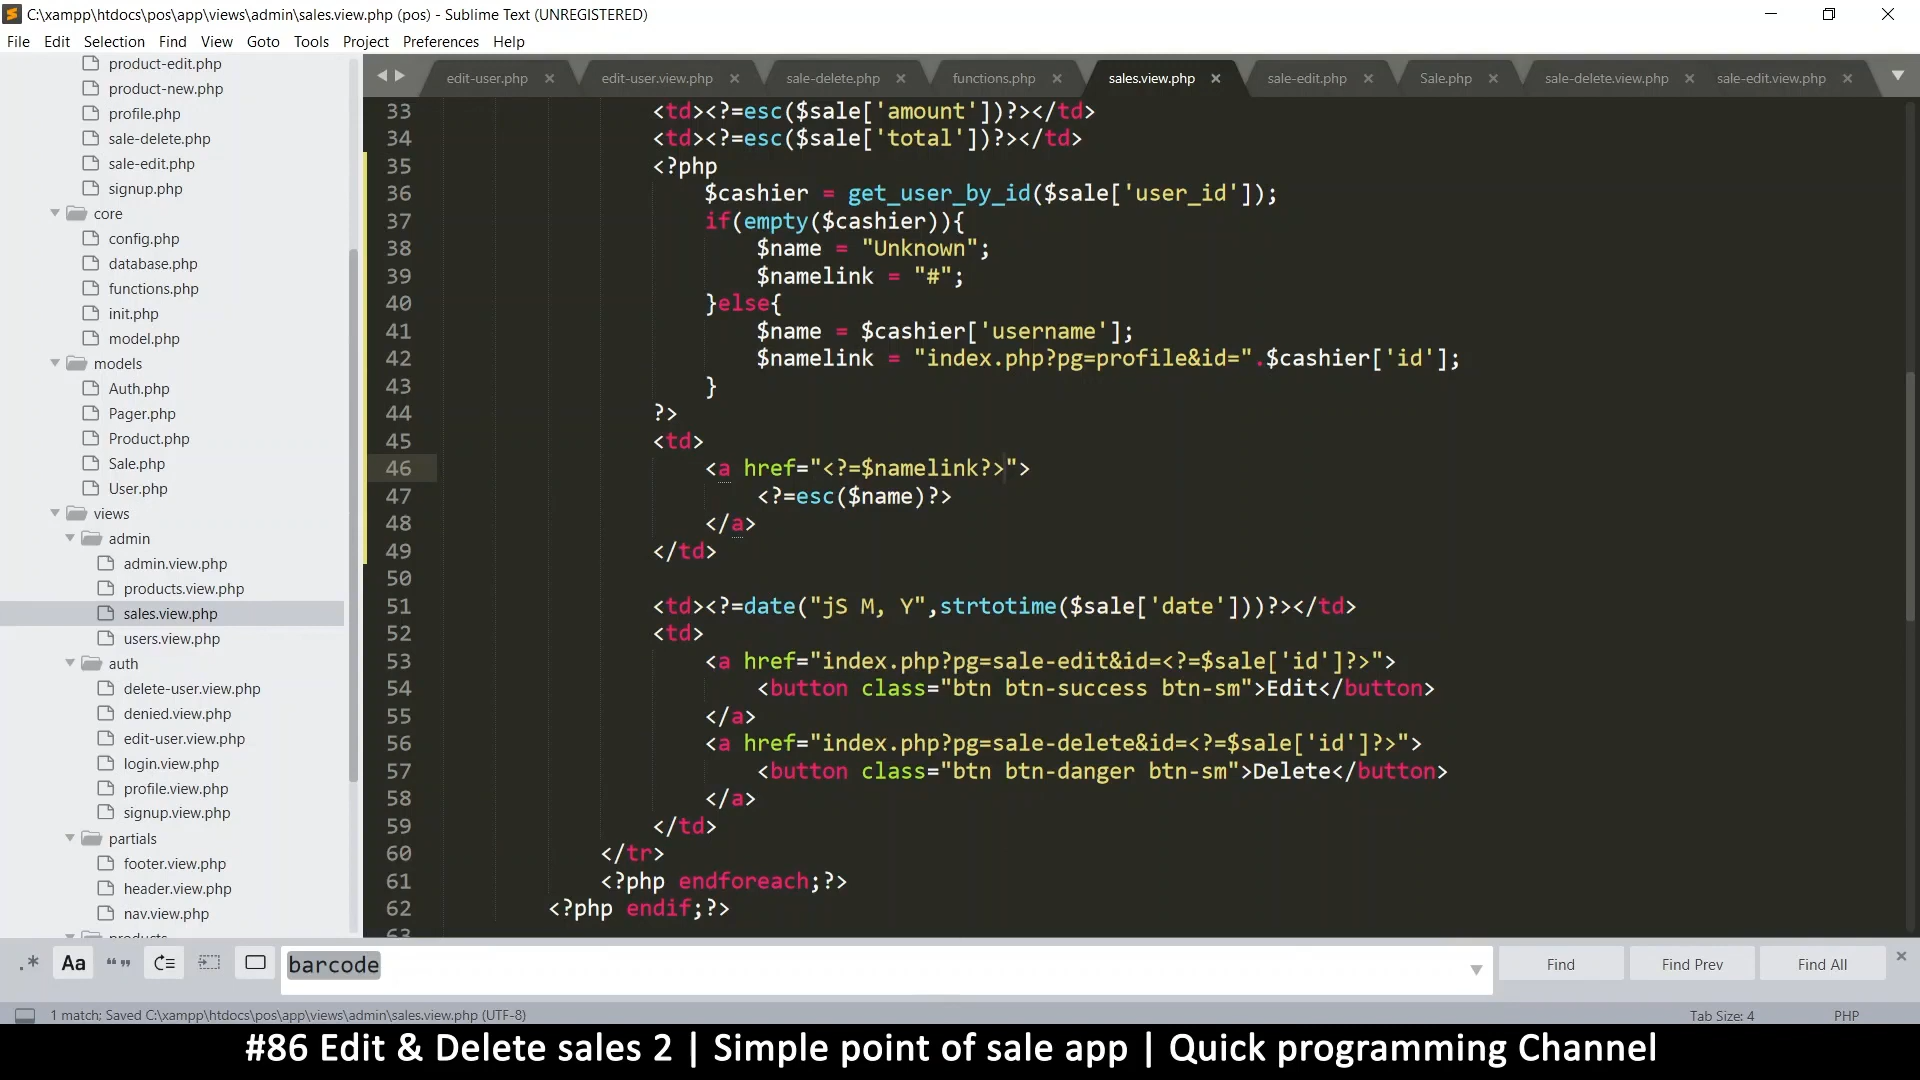 C:\xampp\htdocs\pos\app\views\admin\sales.view.php (pos) - Sublime Text (UNREGISTERED)
File Edit Selection Find View Goto Tools Project Preferences Help
product-edit.php
product-new.php
profile.php
sale-delete.php
sale-edit.php
signup.php
core
config.php
database.php
functions.php
init.php
model.php
models
Auth.php
Pager.php
Product.php
Sale.php
User.php
views
admin
admin.view.php
products.view.php
sales.view.php
users.view.php
auth
delete-user.view.php
denied.view.php
edit-user.view.php
login.view.php
profile.view.php
signup.view.php
partials
footer.view.php
header.view.php
nav.view.php
products
edit-user.php edit-user.view.php sale-delete.php functions.php sales.view.php sale-edit.php Sale.php sale-delete.view.php sale-edit.view.php
33 <td><?=esc($sale['amount'])?></td>
34 <td><?=esc($sale['total'])?></td>
35 <?php
36 $cashier = get_user_by_id($sale['user_id']);
37 if(empty($cashier)){
38 $name = "Unknown";
39 $namelink = "#";
40 }else{
41 $name = $cashier['username'];
42 $namelink = "index.php?pg=profile&id=".$cashier['id'];
43 }
44 ?>
45 <td>
46 <a href="<?=$namelink?>">
47 <?=esc($name)?>
48 </a>
49 </td>
50
51 <td><?=date("jS M, Y",strtotime($sale['date']))?></td>
52 <td>
53 <a href="index.php?pg=sale-edit&id=<?=$sale['id']?>">
54 <button class="btn btn-success btn-sm">Edit</button>
55 </a>
56 <a href="index.php?pg=sale-delete&id=<?=$sale['id']?>">
57 <button class="btn btn-danger btn-sm">Delete</button>
58 </a>
59 </td>
60 </tr>
61 <?php endforeach;?>
62 <?php endif;?>
63
.* Aa “” barcode Find Find Prev Find All
1 match; Saved C:\xampp\htdocs\pos\app\views\admin\sales.view.php (UTF-8) Tab Size: 4 PHP
#86 Edit & Delete sales 2 | Simple point of sale app | Quick programming Channel